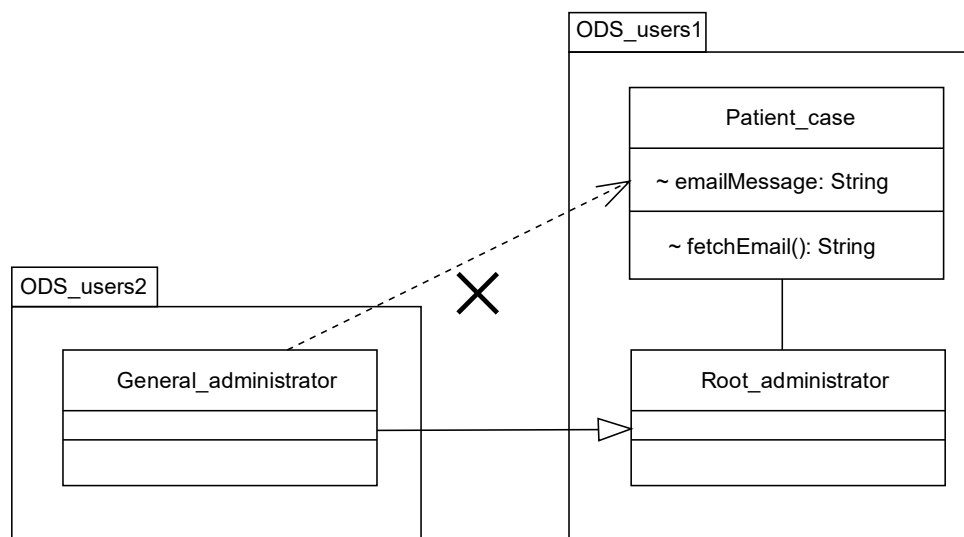 ODS_users1
Patient_case
~ emailMessage: String
~ fetchEmail(): String
ODS_users2
General_administrator
Root_administrator